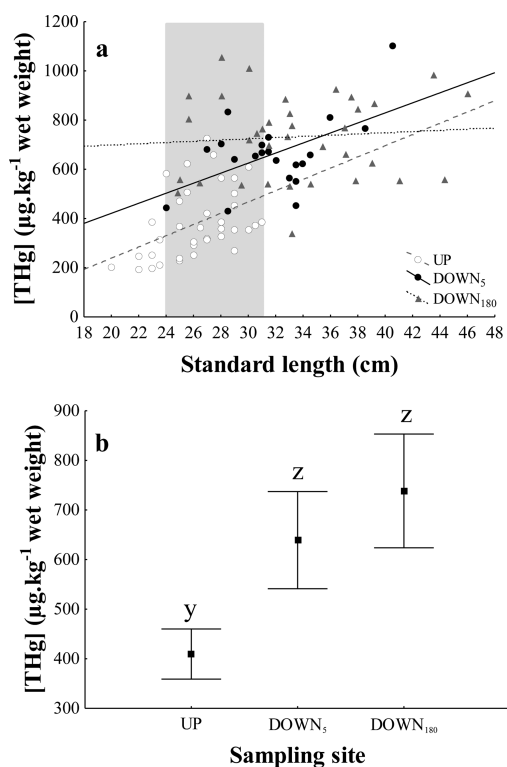 a
[THg] (µg.kg⁻¹ wet weight)
1200
1000
800
600
400
200
0
UP
DOWN₅
DOWN₁₈₀
18 20 22 24 26 28 30 32 34 36 38 40 42 44 46 48
Standard length (cm)
b
[THg] (µg.kg⁻¹ wet weight)
900
800
700
600
500
400
300
y
z
z
UP DOWN₅ DOWN₁₈₀
Sampling site